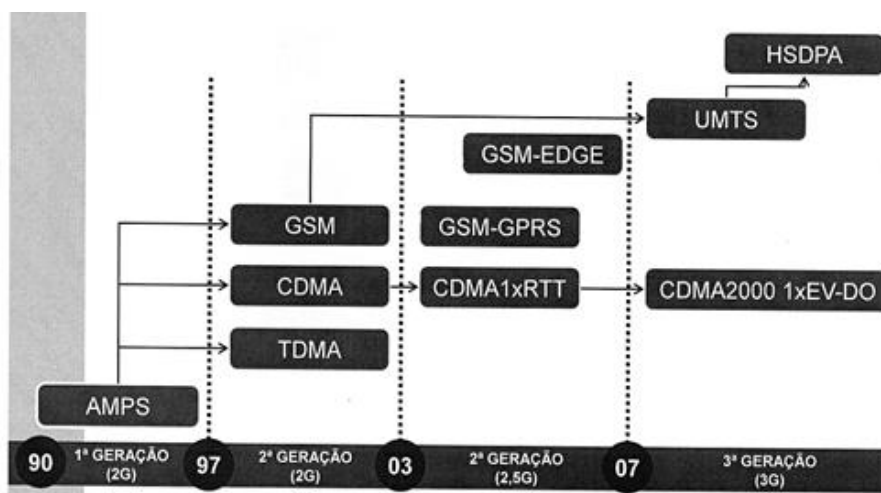 HSDPA
UMTS
GSM-EDGE
GSM
GSM-GPRS
CDMA
CDMA1xRTT
CDMA2000 1xEV-DO
TDMA
AMPS
90
1ª GERAÇÃO
(2G)
97
2ª GERAÇÃO
(2G)
03
2ª GERAÇÃO
(2,5G)
07
3ª GERAÇÃO
(3G)